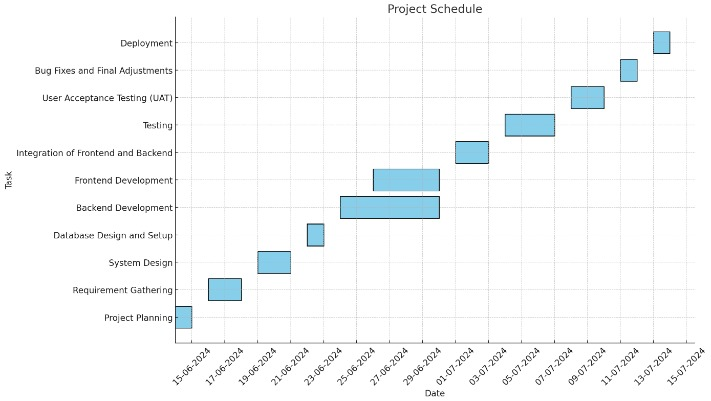 Project Schedule
Deployment
Bug Fixes and Final Adjustments
User Acceptance Testing (UAT)
Testing
Integration of Frontend and Backend
Frontend Development
Backend Development
Database Design and Setup
System Design
Requirement Gathering
Project Planning
Task
15-06-2024
17-06-2024
19-06-2024
21-06-2024
23-06-2024
25-06-2024
27-06-2024
29-06-2024
01-07-2024
03-07-2024
05-07-2024
07-07-2024
09-07-2024
11-07-2024
13-07-2024
15-07-2024
Date